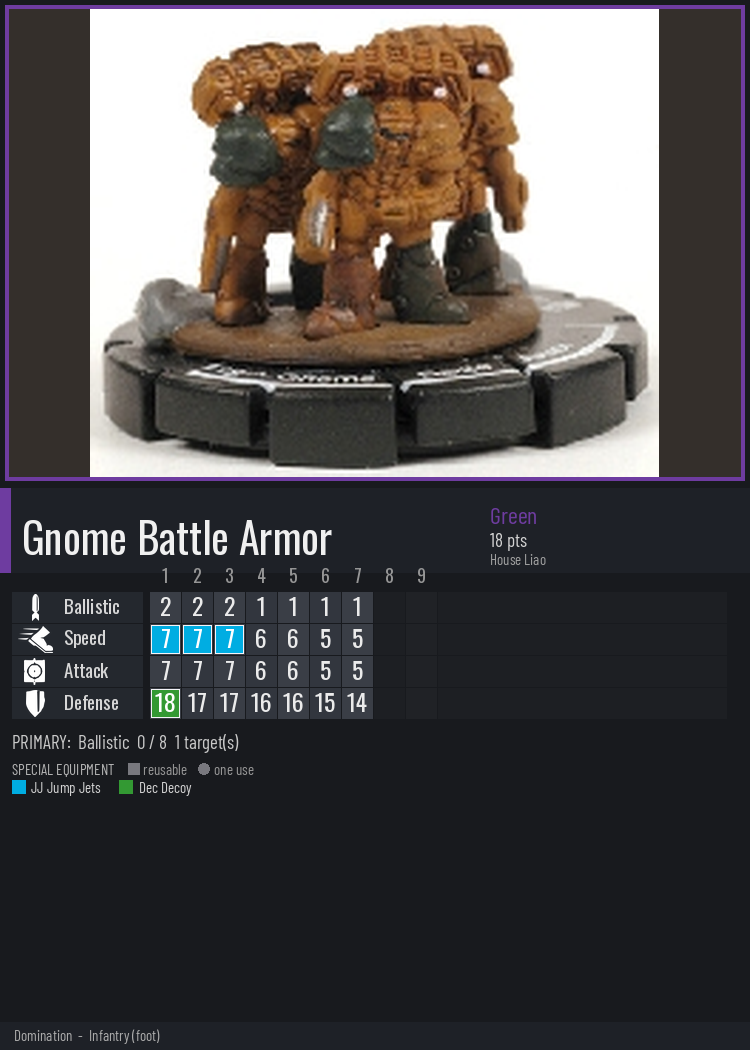 Gnome
Gnome Battle Armor
Green
18 pts
House Liao
1 2 3 4 5 6 7 8 9
Ballistic 2 2 2 1 1 1 1
Speed 7 7 7 6 6 5 5
Attack 7 7 7 6 6 5 5
Defense 18 17 17 16 16 15 14
PRIMARY: Ballistic 0 / 8 1 target(s)
SPECIAL EQUIPMENT reusable one use
JJ Jump Jets Dec Decoy
Domination - Infantry (foot)